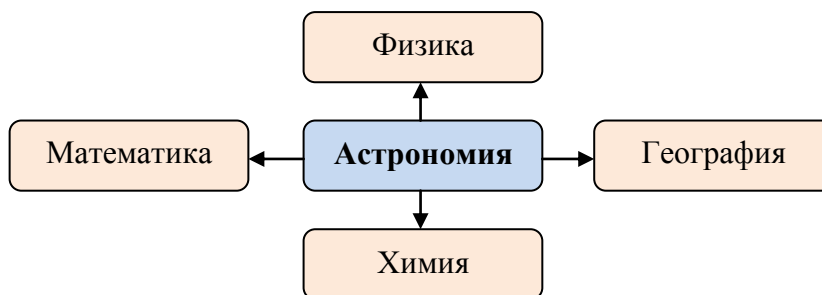 Физика
Математика
Астрономия
География
Химия